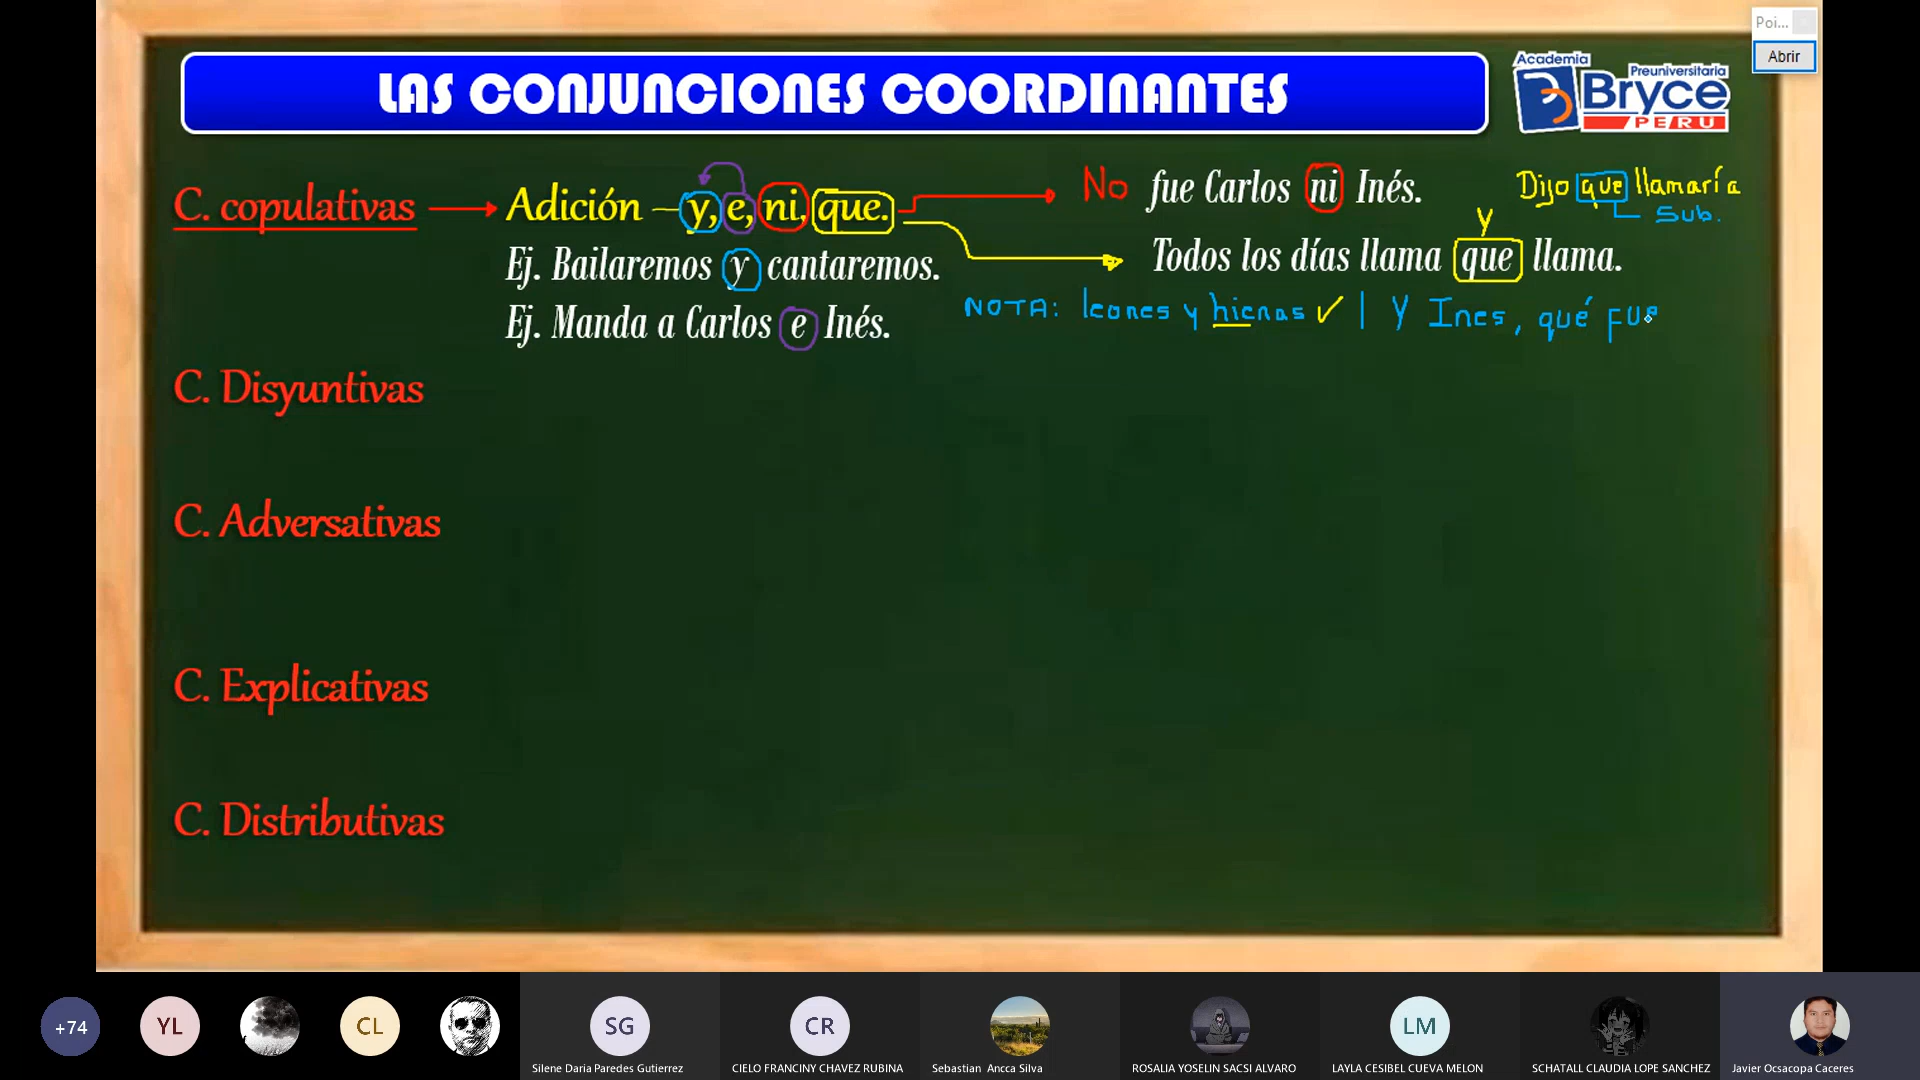 Poi...
Abrir
LAS CONJUNCIONES COORDINANTES
Academia
Preuniversitaria
Bryce
PERU
C. copulativas
Adición
y, e, ni, que.
No fue Carlos ni Inés.
Dijo que llamaría
Sub.
Ej. Bailaremos y cantaremos.
y
Todos los días llama que llama.
Ej. Manda a Carlos e Inés.
NOTA: leones y hienas ✓ | Y Ines, qué fue
C. Disyuntivas
C. Adversativas
C. Explicativas
C. Distributivas
+74
YL
CL
SG
CR
LM
Silene Daria Paredes Gutierrez
CIELO FRANCINY CHAVEZ RUBINA
Sebastian Ancca Silva
ROSALIA YOSELIN SACSI ALVARO
LAYLA CESIBEL CUEVA MELON
SCHATALL CLAUDIA LOPE SANCHEZ
Javier Ocsacopa Caceres